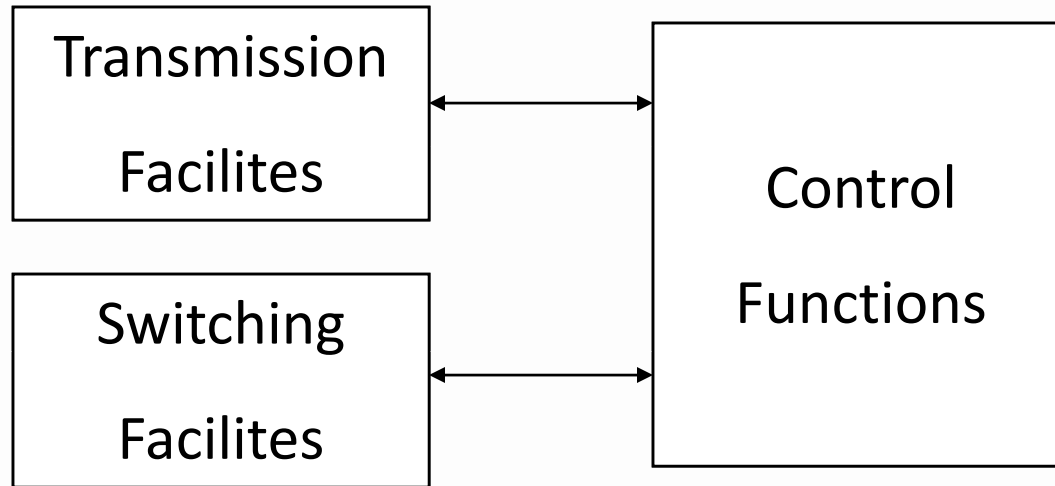 Transmission
Facilites
Switching
Facilites
Control
Functions